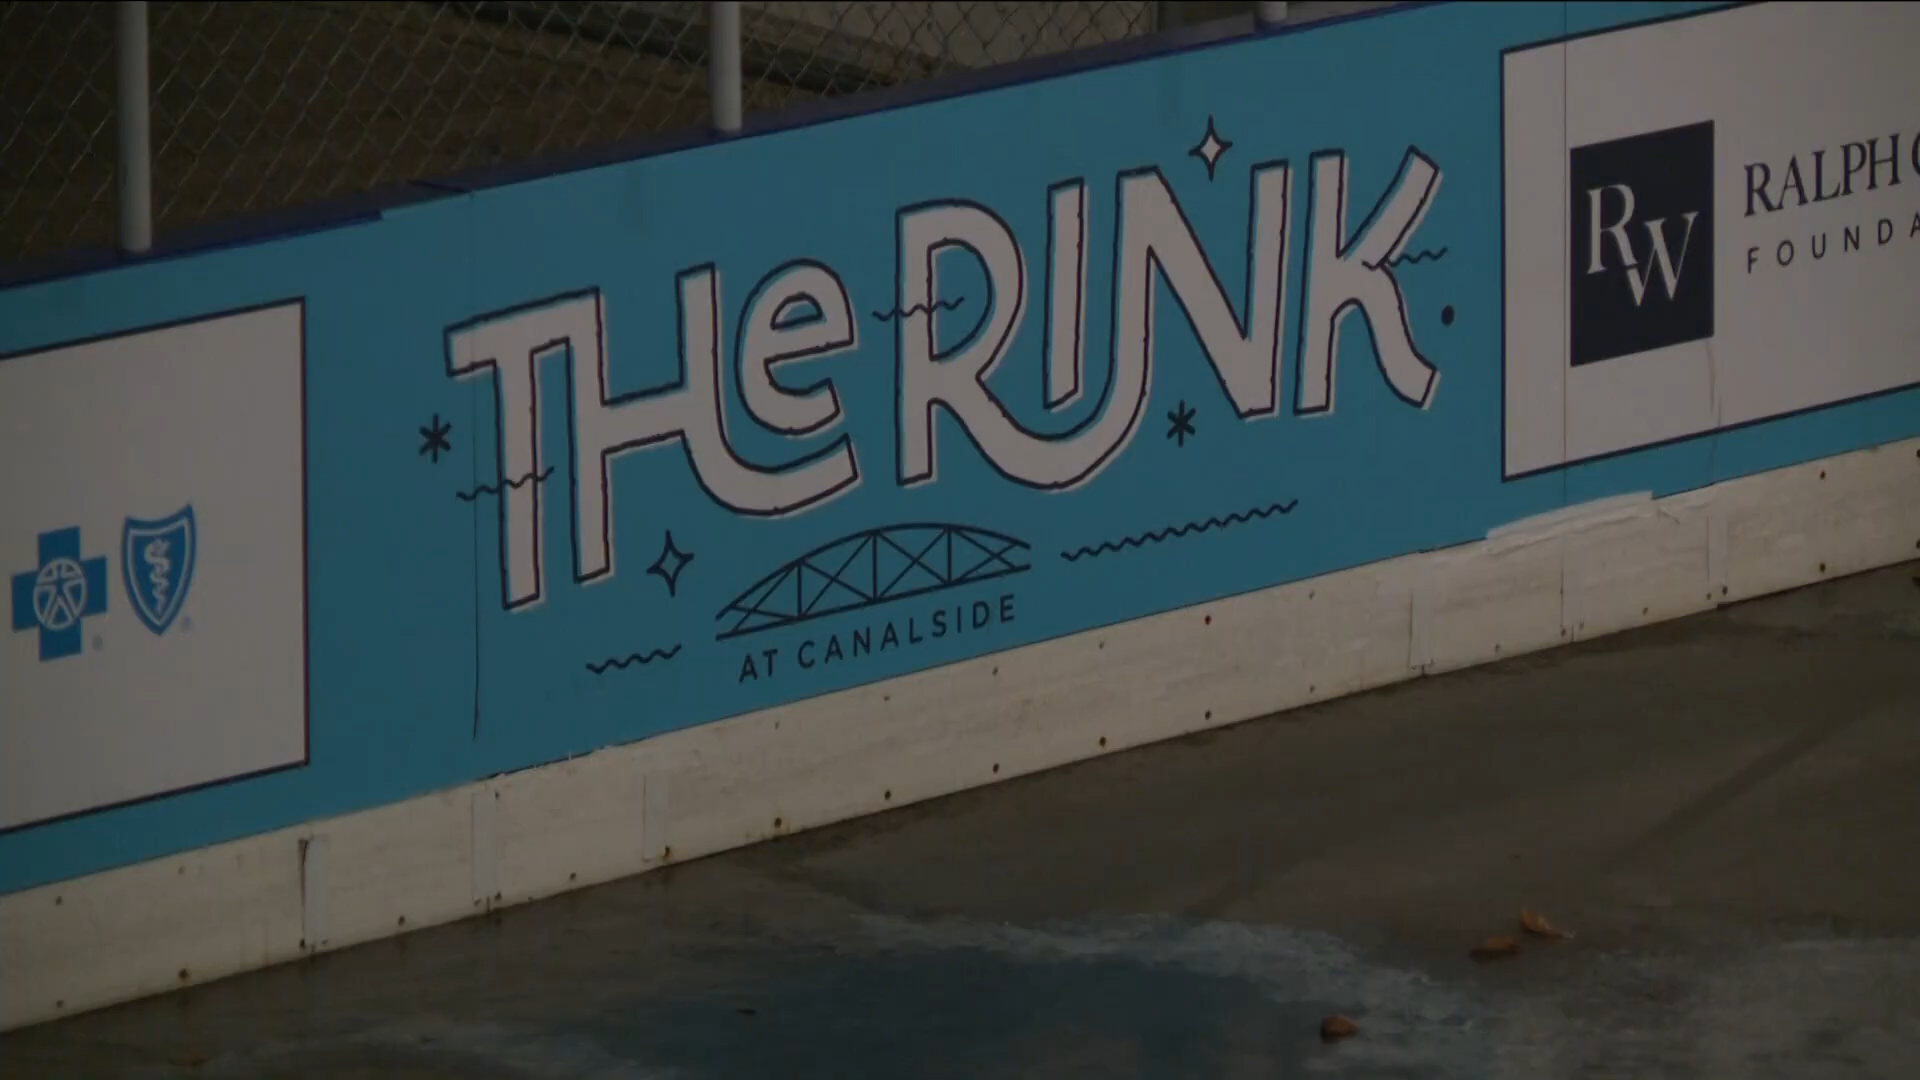 THe RINK
AT CANALSIDE
RW
RALPH
FOUNDA